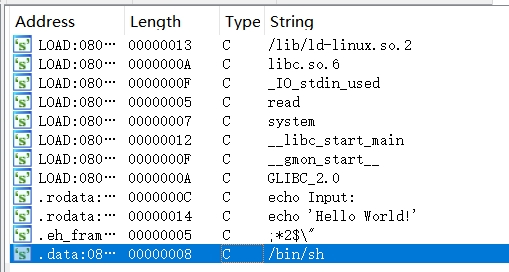 Address Length Type String
LOAD:080… 00000013 C /lib/ld-linux.so.2
LOAD:080… 0000000A C libc.so.6
LOAD:080… 0000000F C _IO_stdin_used
LOAD:080… 00000005 C read
LOAD:080… 00000007 C system
LOAD:080… 00000012 C __libc_start_main
LOAD:080… 0000000F C __gmon_start__
LOAD:080… 0000000A C GLIBC_2.0
.rodata:… 0000000C C echo Input:
.rodata:… 00000014 C echo 'Hello World!'
.eh_fram… 00000005 C ;*2$\"
.data:08… 00000008 C /bin/sh